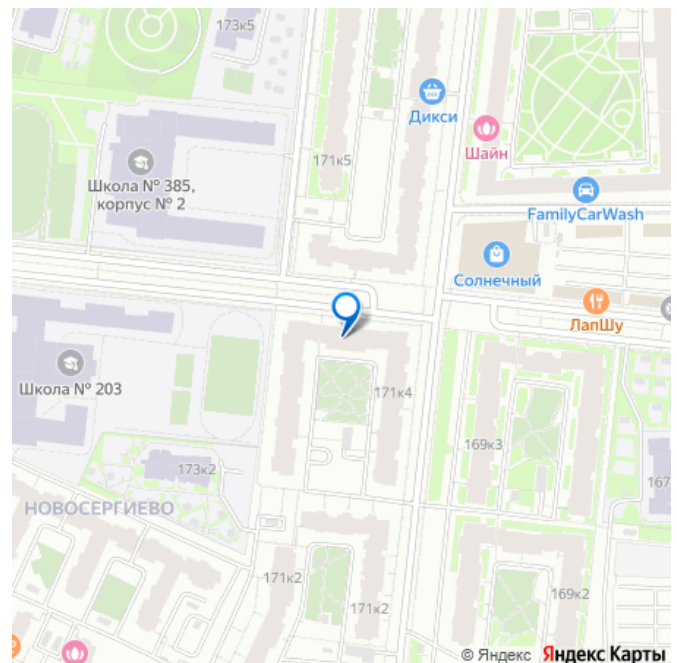 173к5
Дикси
Шайн
171к5
Школа № 385,
корпус № 2
FamilyCarWash
Солнечный
ЛапШу
Школа № 203
171к4
169к3
173к2
167
НОВОСЕРГИЕВО
171к2
171к2
169к2
© Яндекс Яндекс Карты